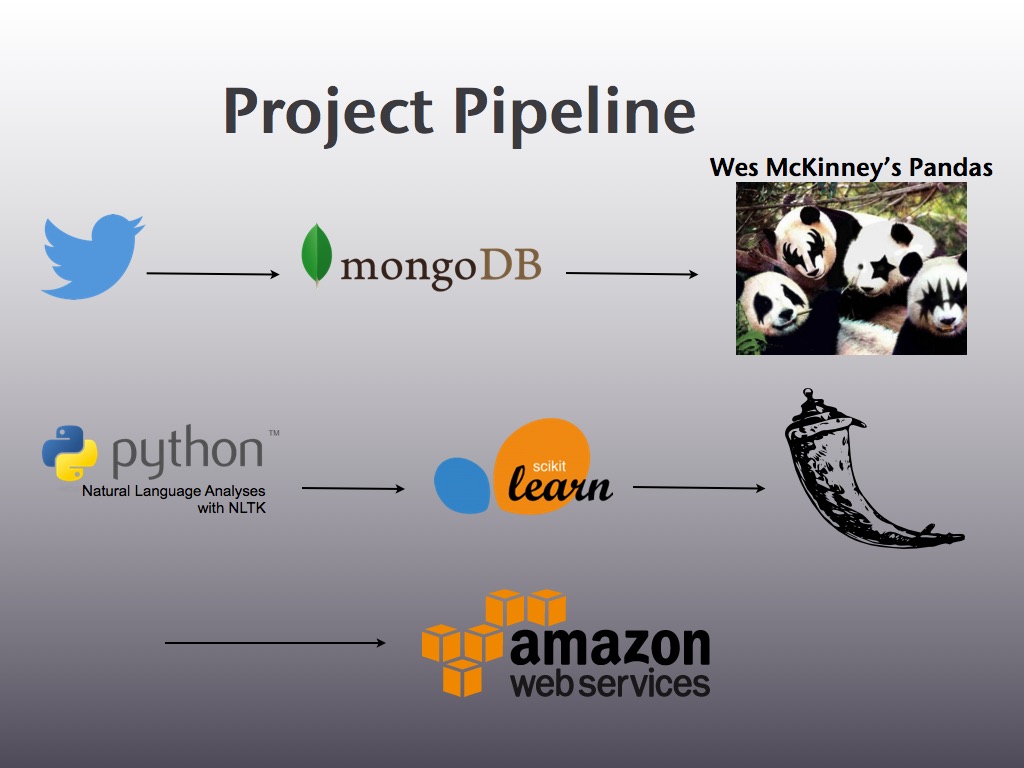 Project Pipeline
Wes McKinney's Pandas
mongoDB
python™
Natural Language Analyses
with NLTK
scikit
learn
amazon
web services